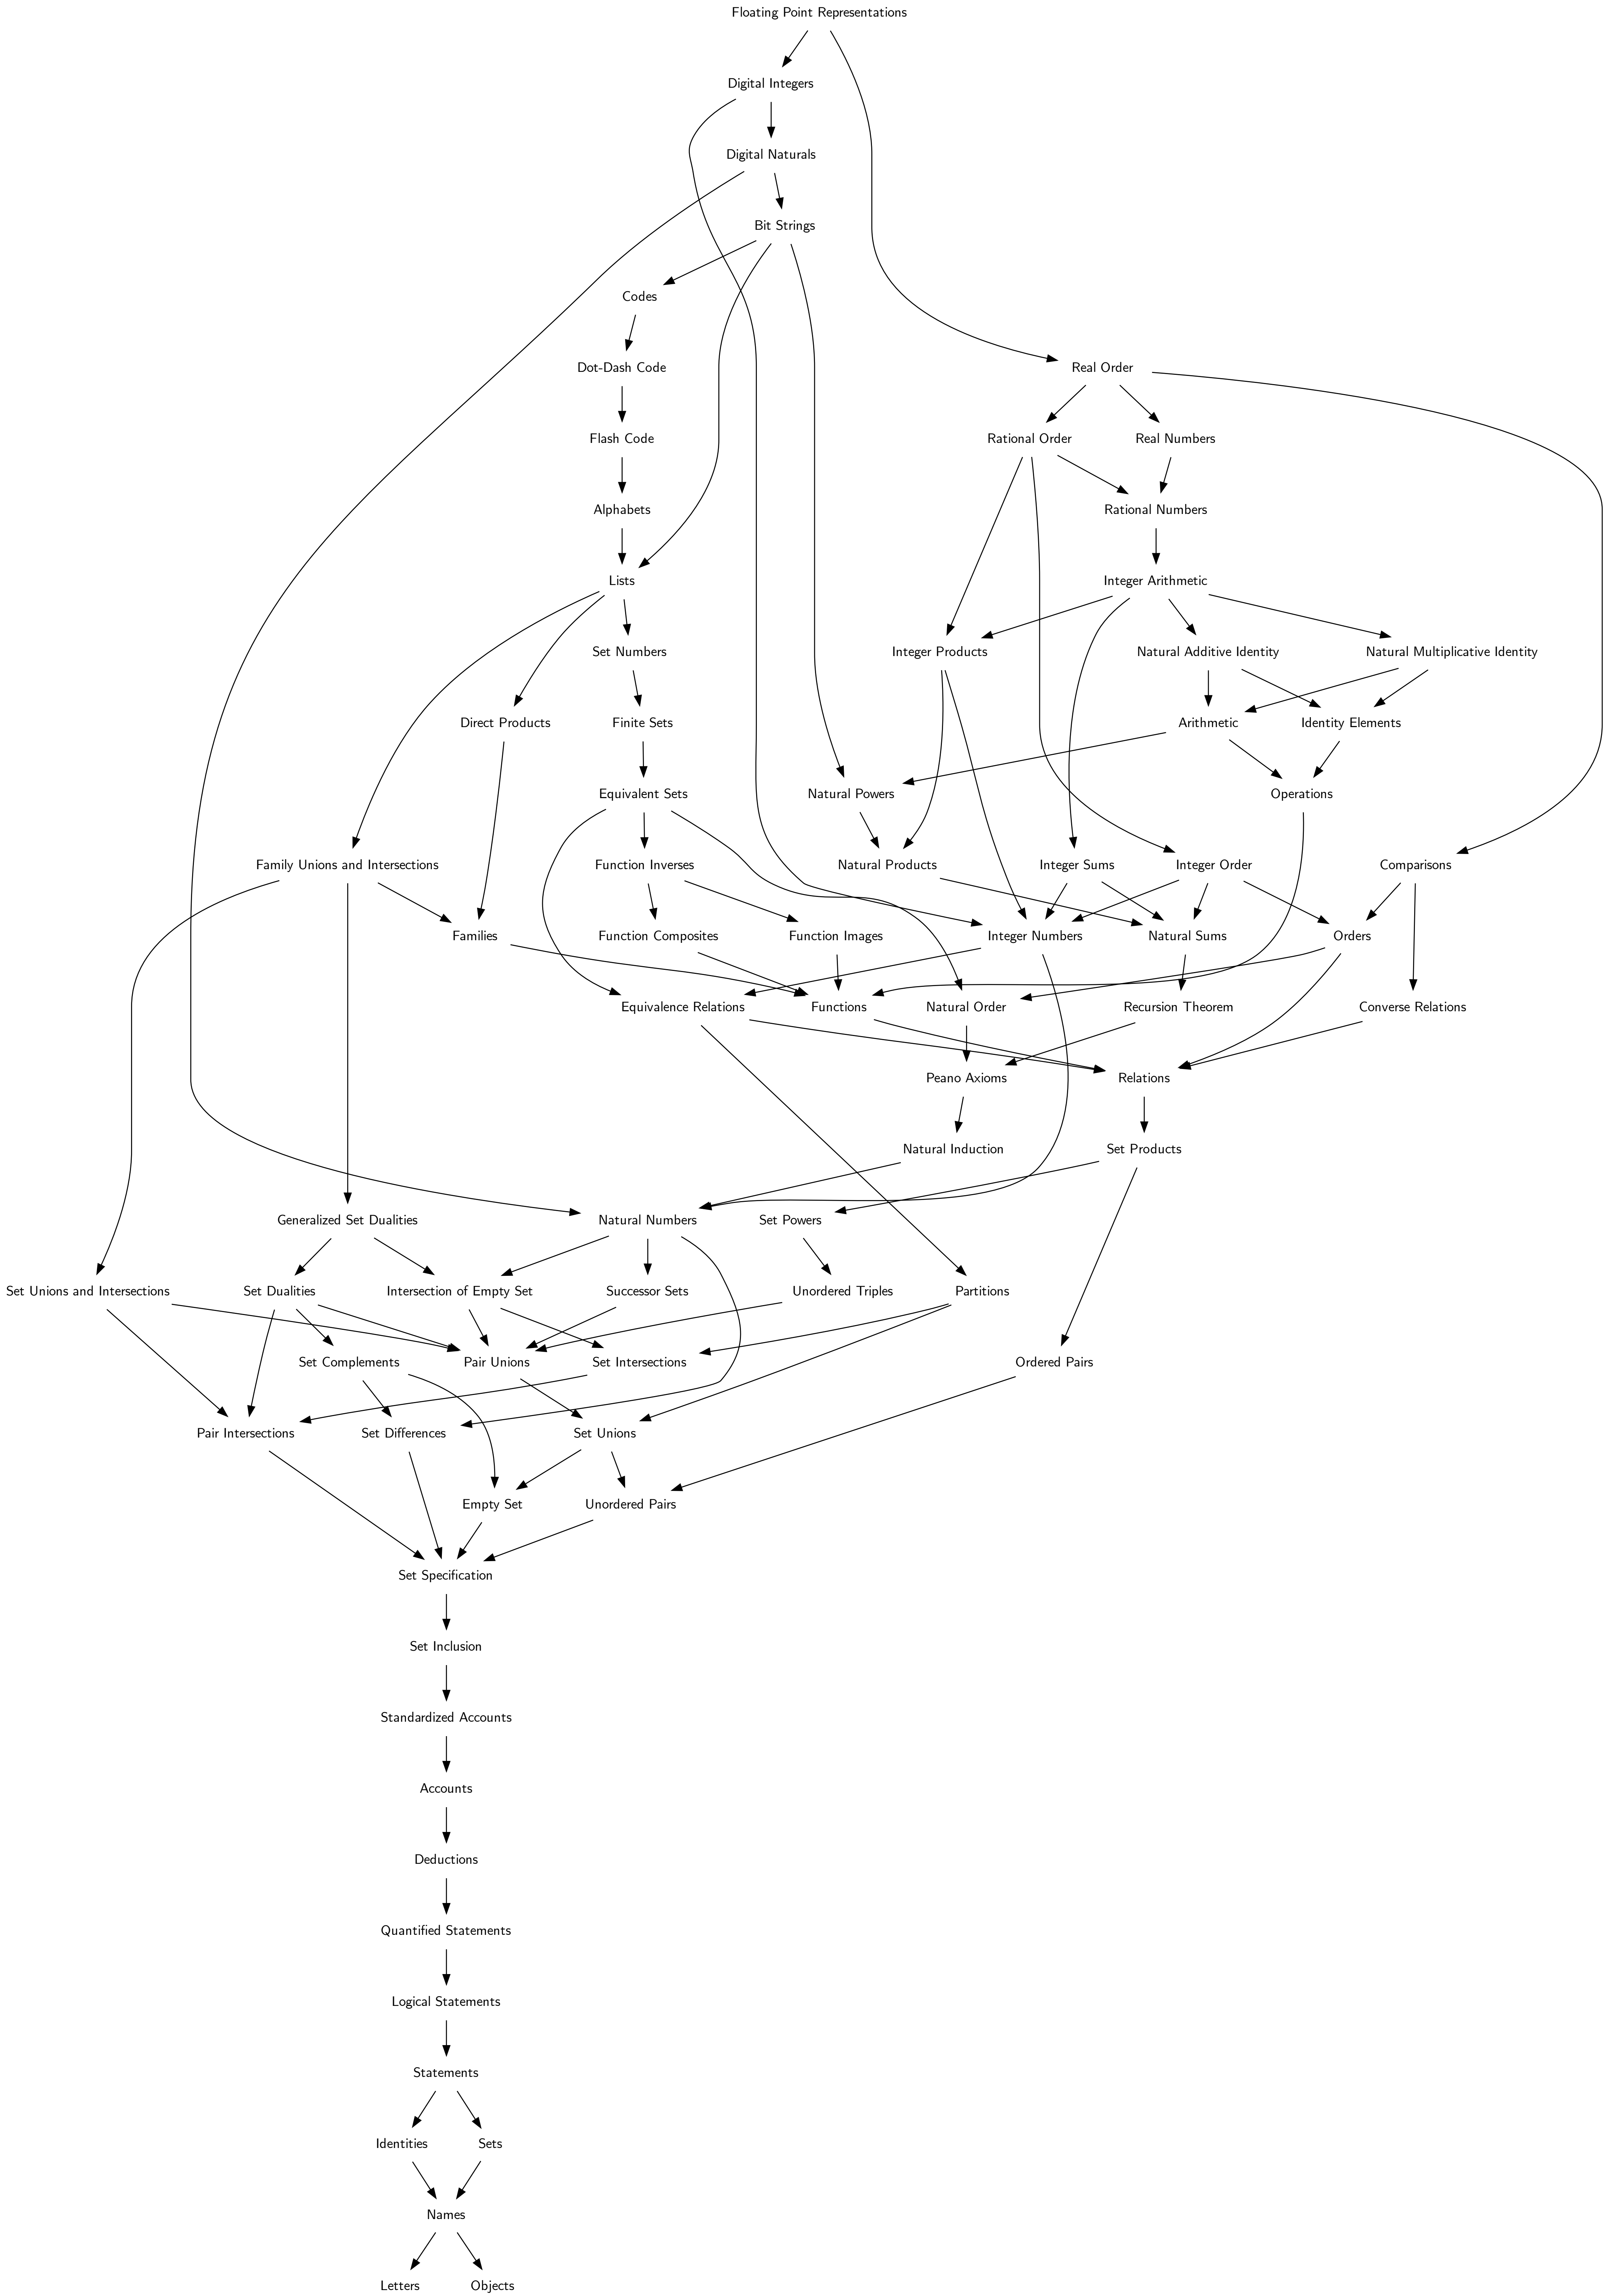 Floating Point Representations
Digital Integers
Digital Naturals
Bit Strings
Codes
Dot-Dash Code
Real Order
Flash Code
Rational Order
Real Numbers
Alphabets
Rational Numbers
Lists
Integer Arithmetic
Set Numbers
Integer Products
Natural Additive Identity
Natural Multiplicative Identity
Direct Products
Finite Sets
Arithmetic
Identity Elements
Equivalent Sets
Natural Powers
Operations
Family Unions and Intersections
Function Inverses
Natural Products
Integer Sums
Integer Order
Comparisons
Families
Function Composites
Function Images
Integer Numbers
Natural Sums
Orders
Equivalence Relations
Functions
Natural Order
Recursion Theorem
Converse Relations
Peano Axioms
Relations
Natural Induction
Set Products
Generalized Set Dualities
Natural Numbers
Set Powers
Set Unions and Intersections
Set Dualities
Intersection of Empty Set
Successor Sets
Unordered Triples
Partitions
Set Complements
Pair Unions
Set Intersections
Ordered Pairs
Pair Intersections
Set Differences
Set Unions
Empty Set
Unordered Pairs
Set Specification
Set Inclusion
Standardized Accounts
Accounts
Deductions
Quantified Statements
Logical Statements
Statements
Identities
Sets
Names
Letters
Objects